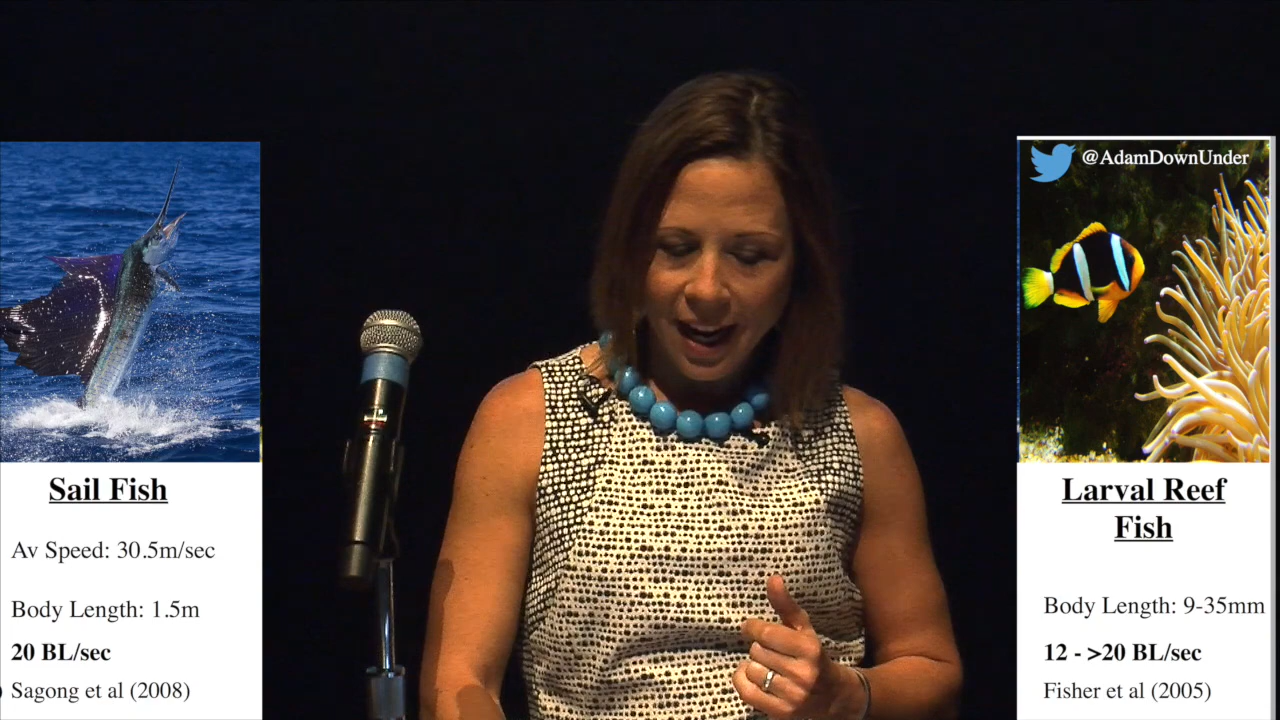 Sail Fish
Av Speed: 30.5m/sec
Body Length: 1.5m
20 BL/sec
) Sagong et al (2008)
@AdamDownUnder
Larval Reef
Fish
Body Length: 9-35mm
12 - >20 BL/sec
Fisher et al (2005)